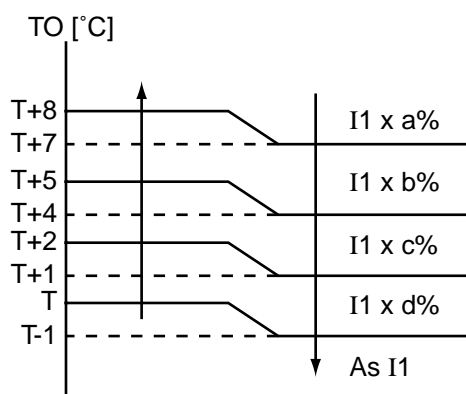 TO [˚C]
T+8
I1 x a%
T+7
T+5
I1 x b%
T+4
T+2
I1 x c%
T+1
T
I1 x d%
T-1
As I1